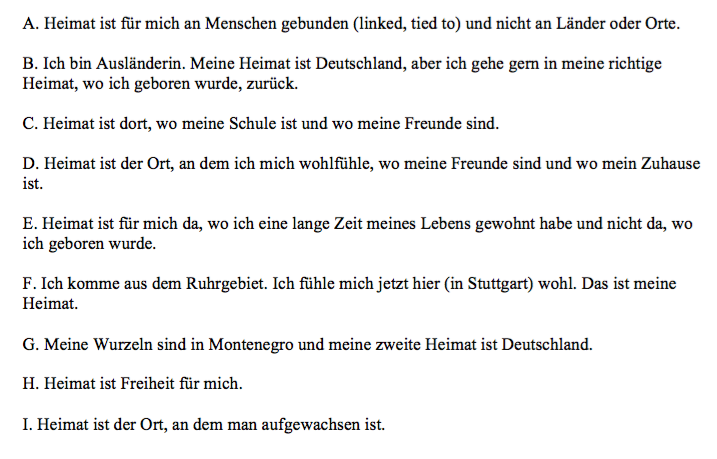 A. Heimat ist für mich an Menschen gebunden (linked, tied to) und nicht an Länder oder Orte.
B. Ich bin Ausländerin. Meine Heimat ist Deutschland, aber ich gehe gern in meine richtige
Heimat, wo ich geboren wurde, zurück.
C. Heimat ist dort, wo meine Schule ist und wo meine Freunde sind.
D. Heimat ist der Ort, an dem ich mich wohlfühle, wo meine Freunde sind und wo mein Zuhause
ist.
E. Heimat ist für mich da, wo ich eine lange Zeit meines Lebens gewohnt habe und nicht da, wo
ich geboren wurde.
F. Ich komme aus dem Ruhrgebiet. Ich fühle mich jetzt hier (in Stuttgart) wohl. Das ist meine
Heimat.
G. Meine Wurzeln sind in Montenegro und meine zweite Heimat ist Deutschland.
H. Heimat ist Freiheit für mich.
I. Heimat ist der Ort, an dem man aufgewachsen ist.